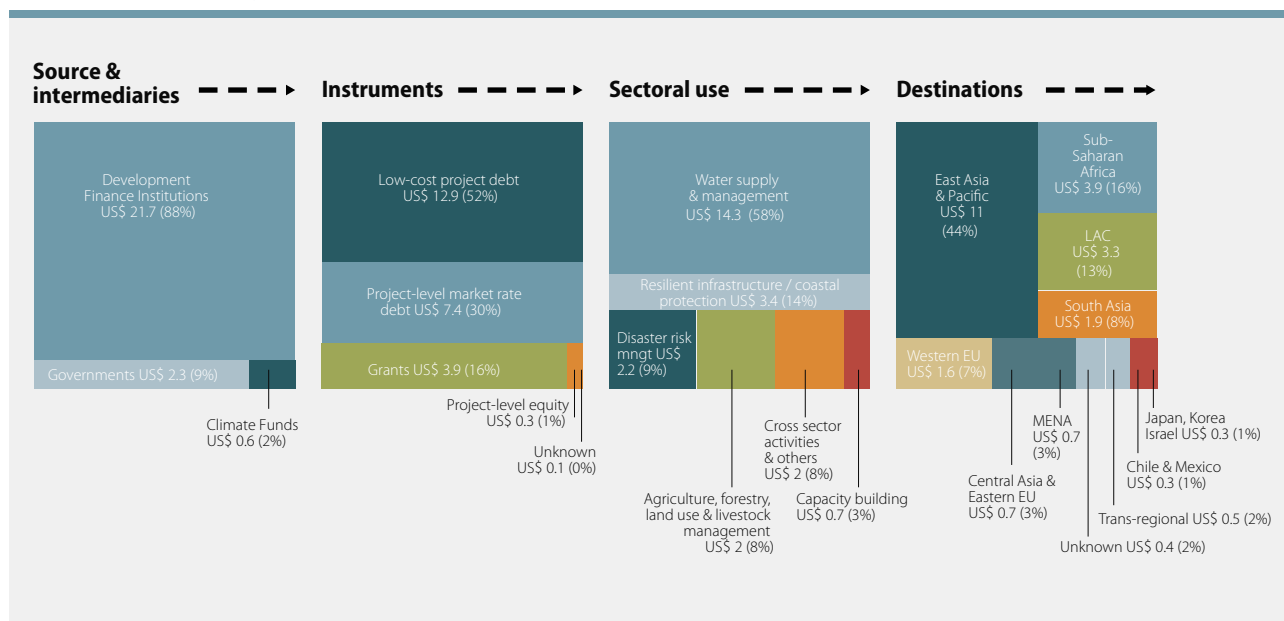 Source &
intermediaries
Instruments
Sectoral use
Destinations
Development
Finance Institutions
US$ 21.7 (88%)
Governments US$ 2.3 (9%)
Climate Funds
US$ 0.6 (2%)
Low-cost project debt
US$ 12.9 (52%)
Project-level market rate
debt US$ 7.4 (30%)
Grants US$ 3.9 (16%)
Project-level equity
US$ 0.3 (1%)
Unknown
US$ 0.1 (0%)
Water supply
& management
US$ 14.3 (58%)
Resilient infrastructure / coastal
protection US$ 3.4 (14%)
Disaster risk
mngt US$
2.2 (9%)
Cross sector
activities
& others
US$ 2 (8%)
Agriculture, forestry,
land use & livestock
management
US$ 2 (8%)
Capacity building
US$ 0.7 (3%)
East Asia
& Pacific
US$ 11
(44%)
Sub-
Saharan
Africa
US$ 3.9 (16%)
LAC
US$ 3.3
(13%)
South Asia
US$ 1.9 (8%)
Western EU
US$ 1.6 (7%)
MENA
US$ 0.7
(3%)
Japan, Korea
Israel US$ 0.3 (1%)
Central Asia &
Eastern EU
US$ 0.7 (3%)
Chile & Mexico
US$ 0.3 (1%)
Trans-regional US$ 0.5 (2%)
Unknown US$ 0.4 (2%)